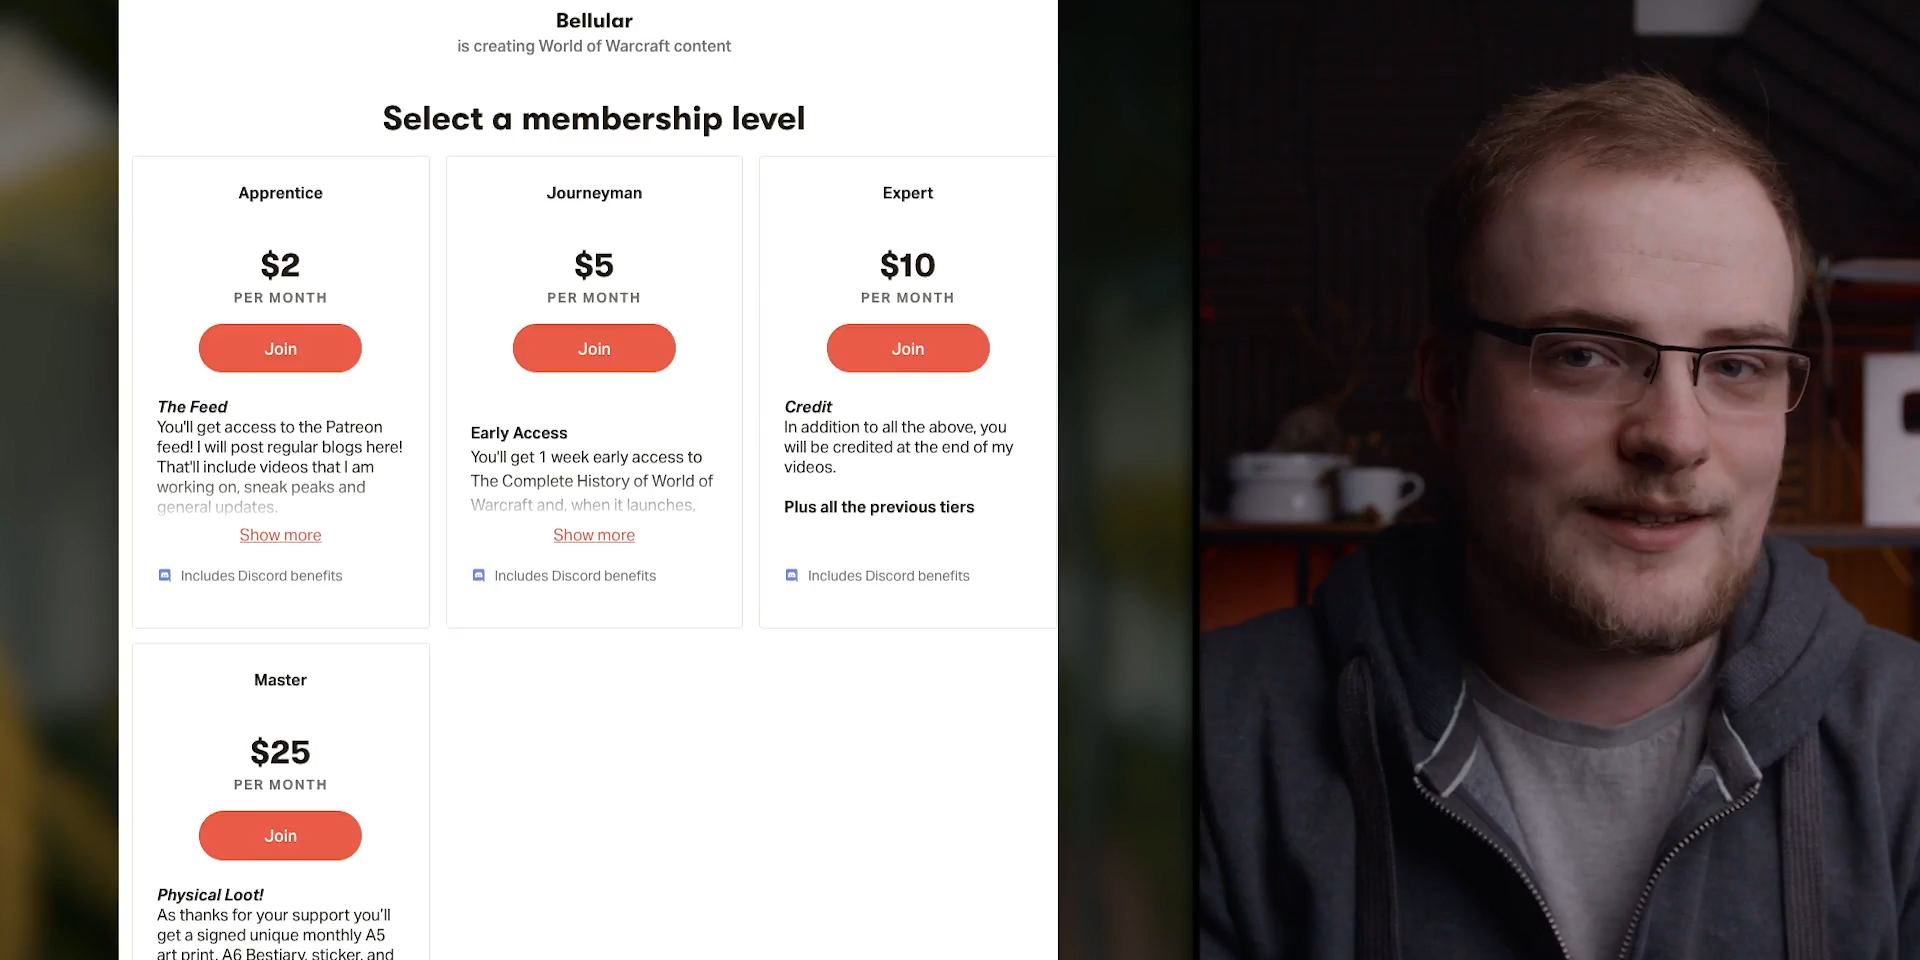 Bellular
is creating World of Warcraft content
Select a membership level
Apprentice
$2
PER MONTH
Join
The Feed
You'll get access to the Patreon
feed! I will post regular blogs here!
That'll include videos that I am
working on, sneak peaks and
general updates.
Show more
Includes Discord benefits
Journeyman
$5
PER MONTH
Join
Early Access
You'll get 1 week early access to
The Complete History of World of
Warcraft and, when it launches,
Show more
Includes Discord benefits
Expert
$10
PER MONTH
Join
Credit
In addition to all the above, you
will be credited at the end of my
videos.
Plus all the previous tiers
Includes Discord benefits
Master
$25
PER MONTH
Join
Physical Loot!
As thanks for your support you'll
get a signed unique monthly A5
art print, A6 Bestiary, sticker, and